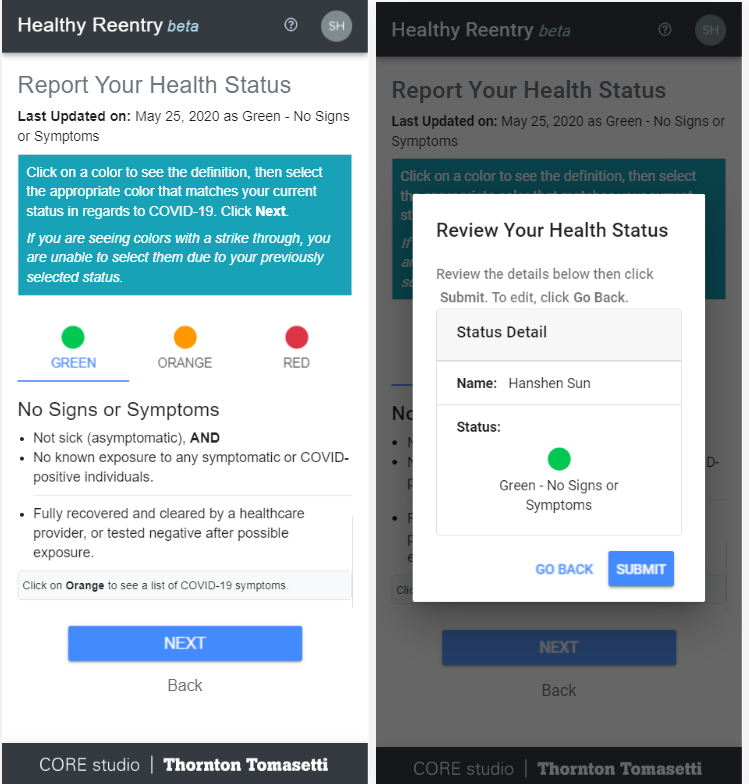 Healthy Reentry beta
SH
Report Your Health Status
Last Updated on: May 25, 2020 as Green - No Signs
or Symptoms
Click on a color to see the definition, then select
the appropriate color that matches your current
status in regards to COVID-19. Click Next.
If you are seeing colors with a strike through, you
are unable to select them due to your previously
selected status.
GREEN
ORANGE
RED
No Signs or Symptoms
Not sick (asymptomatic), AND
No known exposure to any symptomatic or COVID-
positive individuals.
Fully recovered and cleared by a healthcare
provider, or tested negative after possible
exposure.
Click on Orange to see a list of COVID-19 symptoms.
NEXT
Back
CORE studio | Thornton Tomasetti
Healthy Reentry beta
SH
Report Your Health Status
Last Updated on: May 25, 2020 as Green - No Signs or
Symptoms
Click on a color to see the definition, then select
Review Your Health Status
Review the details below then click
Submit. To edit, click Go Back.
Status Detail
Name: Hanshen Sun
Status:
Green - No Signs or
Symptoms
GO BACK
SUBMIT
NEXT
Back
CORE studio | Thornton Tomasetti